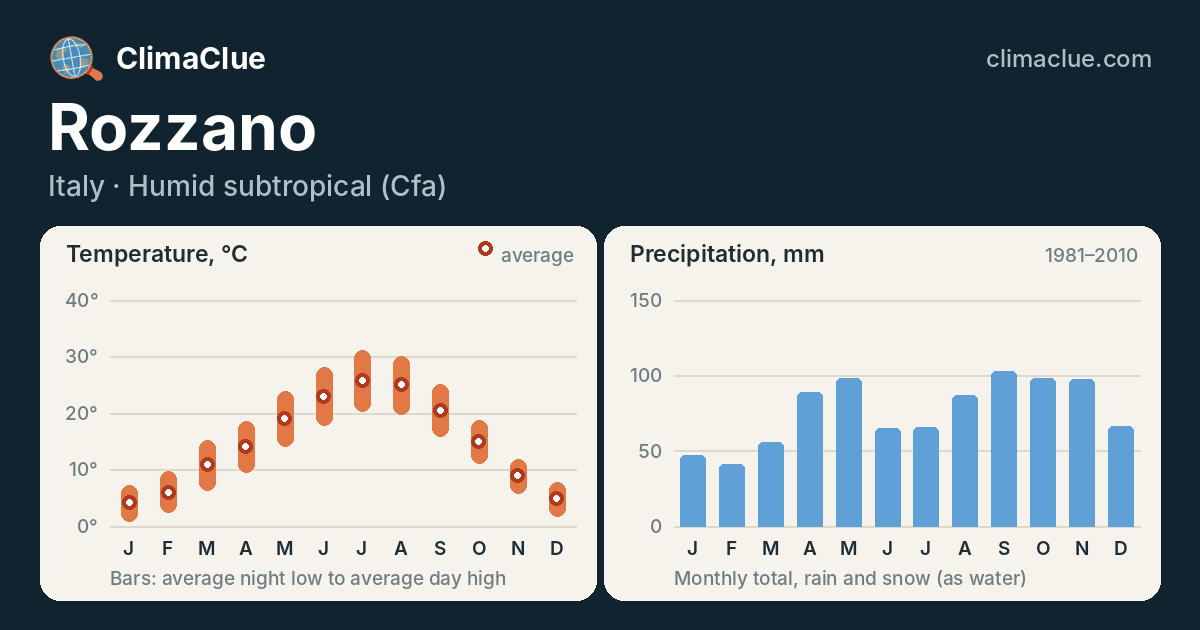 ClimaClue
climaclue.com
Rozzano
Italy · Humid subtropical (Cfa)
Temperature, °C
average
40°
30°
20°
10°
0°
J F M A M J J A S O N D
Bars: average night low to average day high
Precipitation, mm
1981–2010
150
100
50
0
J F M A M J J A S O N D
Monthly total, rain and snow (as water)